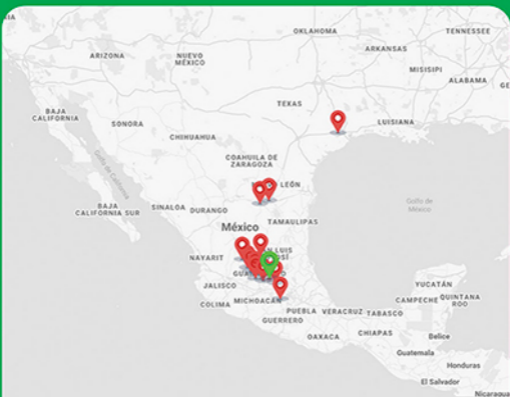 OKLAHOMA
TENNESSEE
ARKANSAS
ARIZONA
NUEVO
MÉXICO
MISISIPI
ALABAMA
TEXAS
BAJA
CALIFORNIA
SONORA
LUISIANA
CHIHUAHUA
COAHUILA DE
ZARAGOZA
Golfo de California
LEÓN
BAJA
CALIFORNIA SUR
SINALOA
DURANGO
Golfo de
México
TAMAULIPAS
México
NAYARIT
JALISCO
YUCATÁN
COLIMA
MICHOACÁN
CAMPECHE
QUINTANA
ROO
PUEBLA
VERACRUZ
TABASCO
GUERRERO
OAXACA
CHIAPAS
Belice
Guatemala
Honduras
El Salvador
Nicaragua